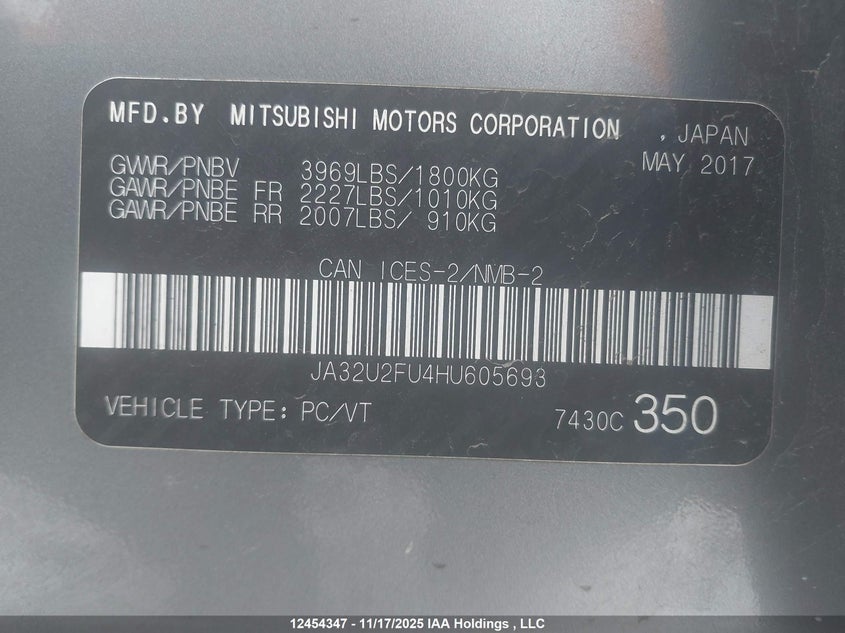 MFD.BY MITSUBISHI MOTORS CORPORATION , JAPAN
MAY 2017
GVWR/PNBV 3969LBS/1800KG
GAWR/PNBE FR 2227LBS/1010KG
GAWR/PNBE RR 2007LBS/ 910KG
CAN ICES-2/NMB-2
JA32U2FU4HU605693
VEHICLE TYPE: PC/VT 7430C 350
12454347 - 11/17/2025 IAA Holdings , LLC